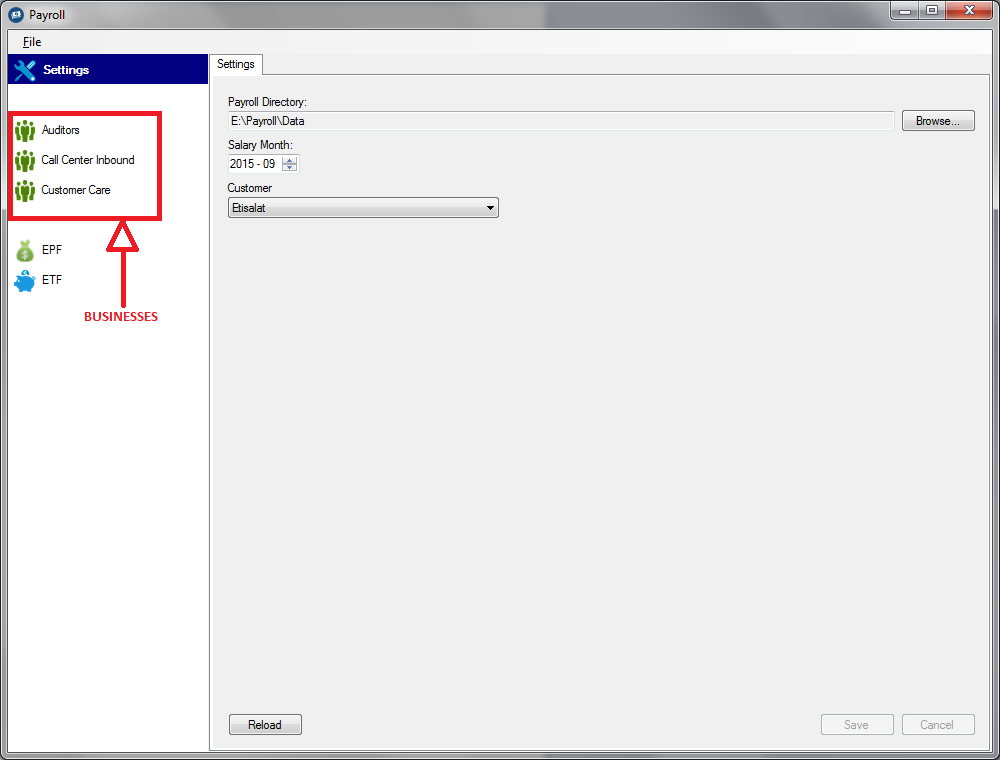 Payroll
File
Settings
Auditors
Call Center Inbound
Customer Care
EPF
ETF
BUSINESSES
Settings
Payroll Directory:
E:\Payroll\Data
Browse...
Salary Month:
2015 - 09
Customer
Etisalat
Reload
Save
Cancel